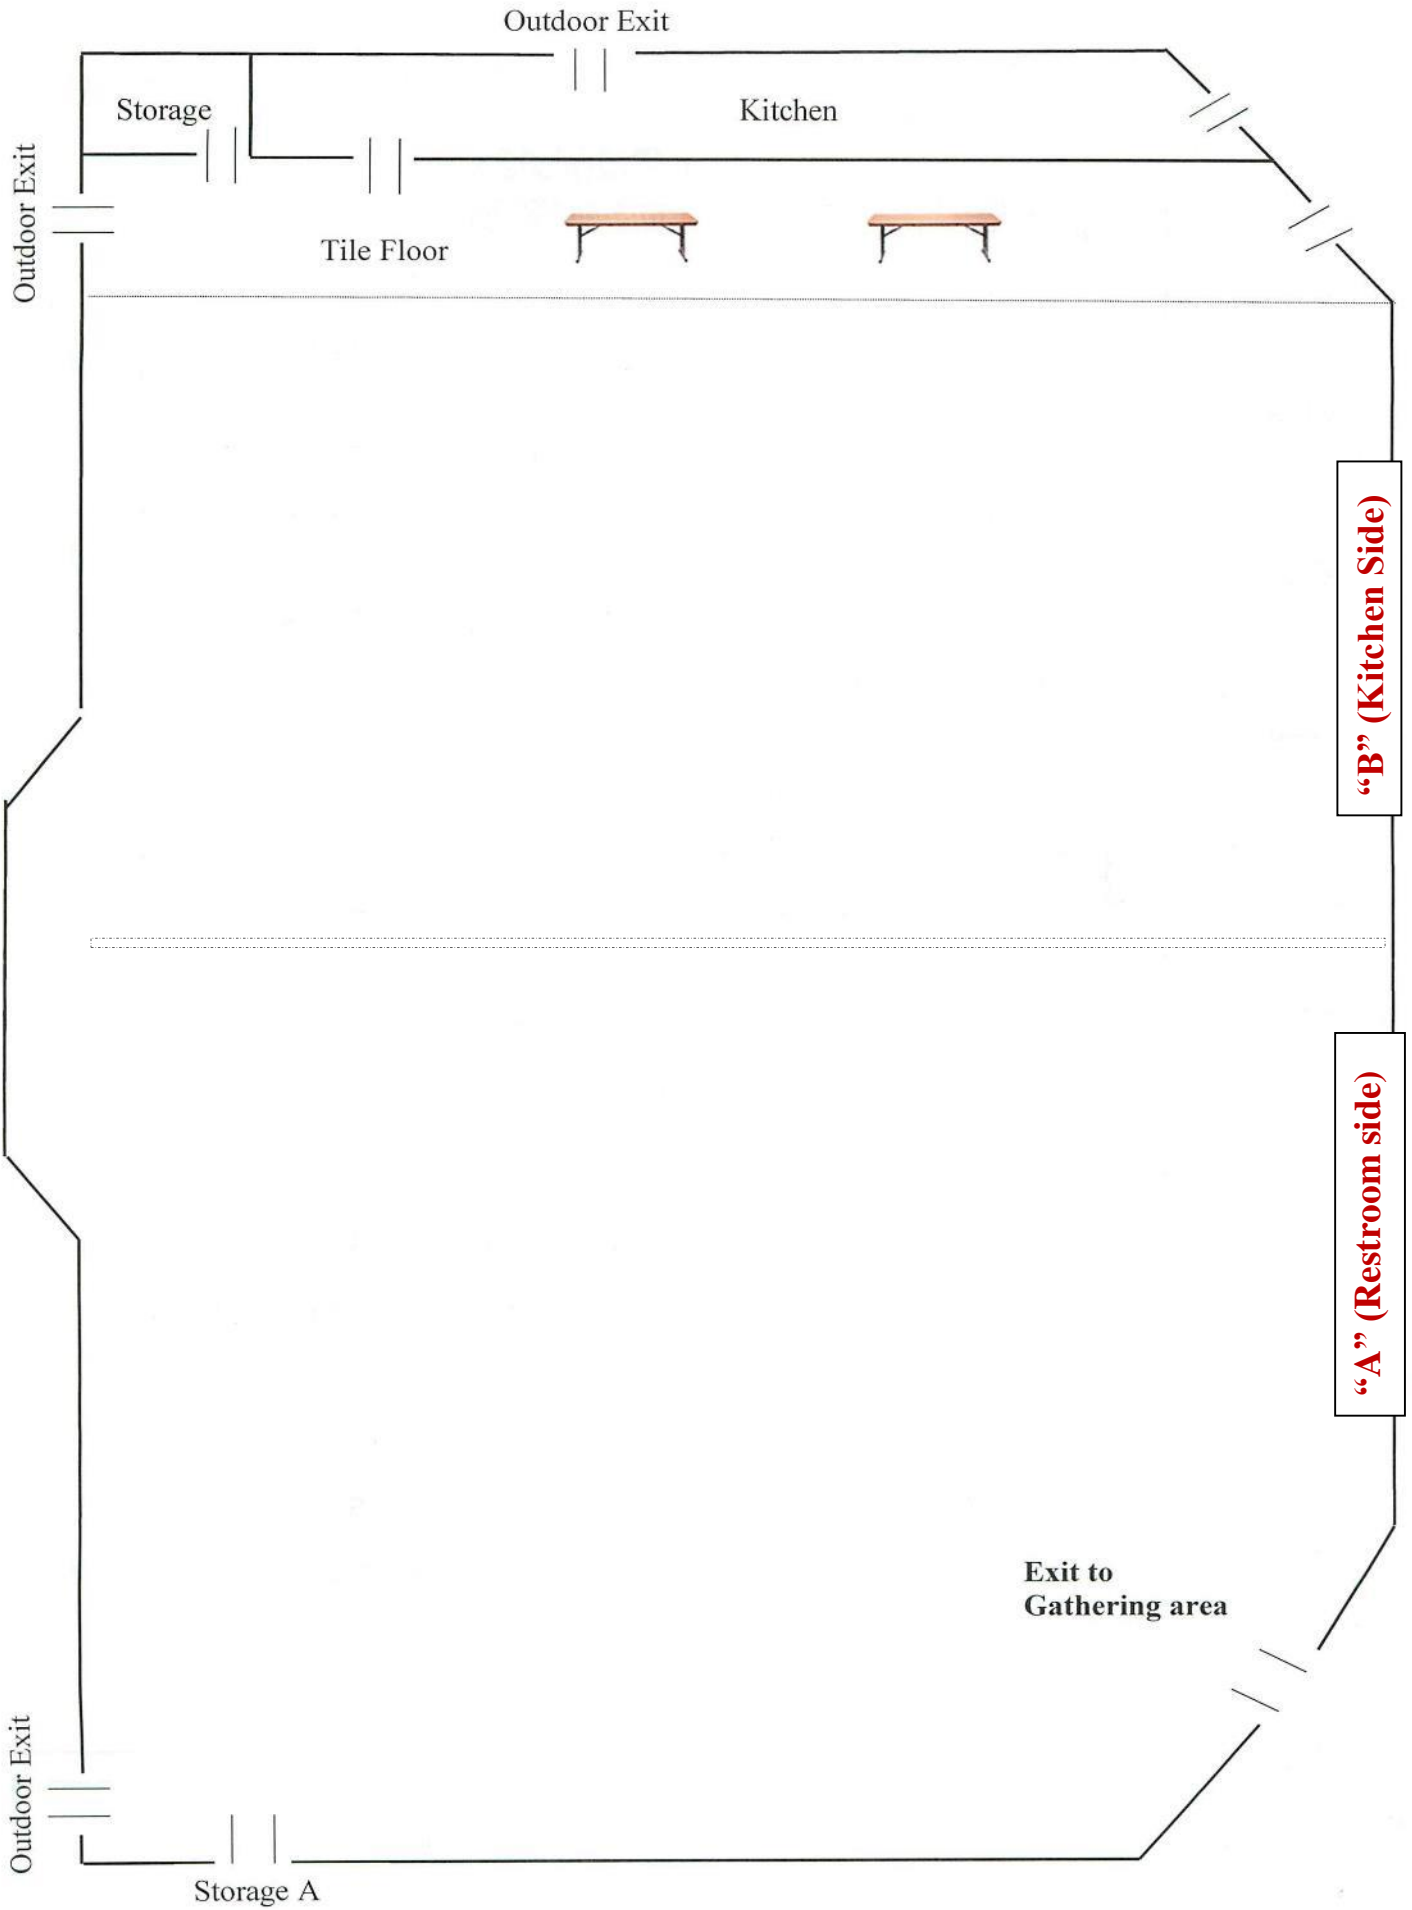 Outdoor Exit
Storage
Kitchen
Outdoor Exit
Tile Floor
“B” (Kitchen Side)
“A” (Restroom side)
Exit to
Gathering area
Outdoor Exit
Storage A